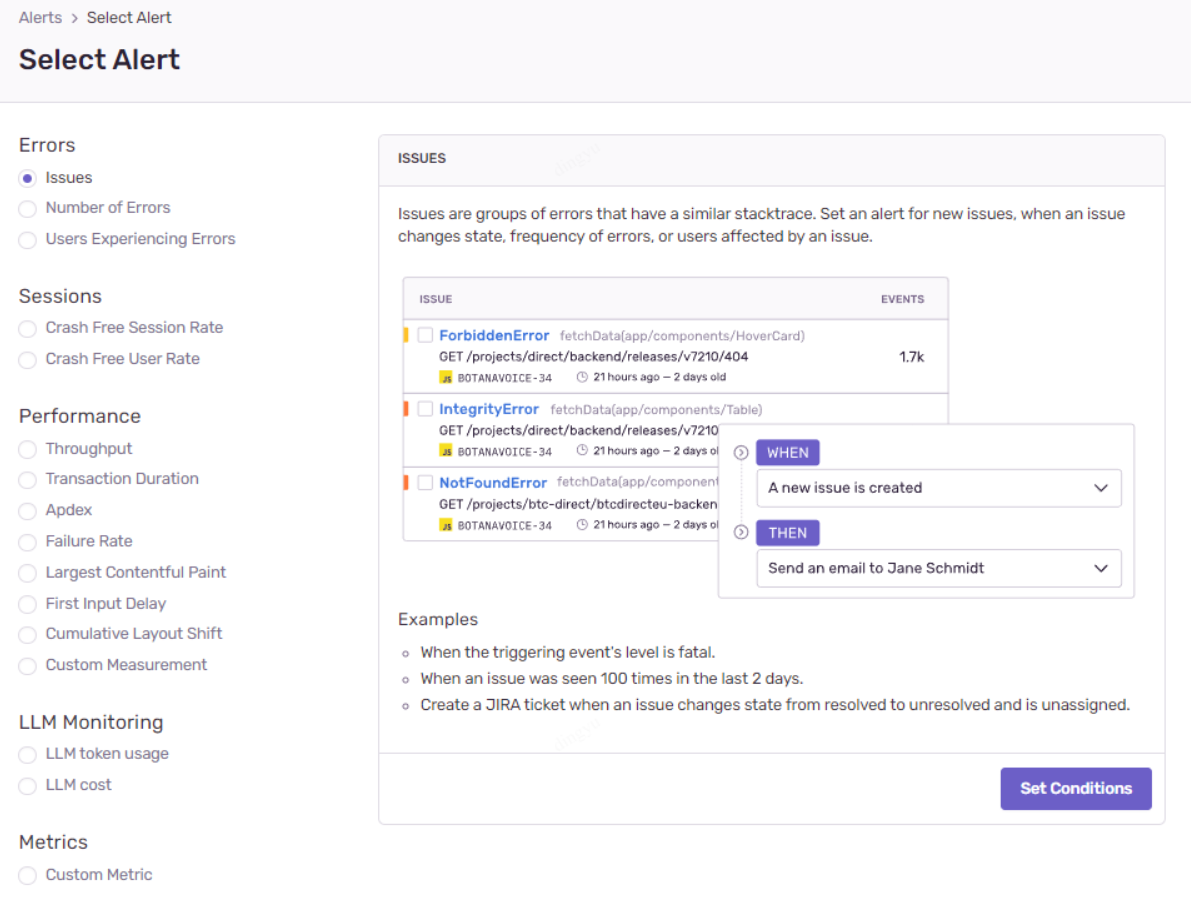 Alerts > Select Alert
Select Alert
Errors
Issues
Number of Errors
Users Experiencing Errors
Sessions
Crash Free Session Rate
Crash Free User Rate
Performance
Throughput
Transaction Duration
Apdex
Failure Rate
Largest Contentful Paint
First Input Delay
Cumulative Layout Shift
Custom Measurement
LLM Monitoring
LLM token usage
LLM cost
Metrics
Custom Metric
ISSUES
Issues are groups of errors that have a similar stacktrace. Set an alert for new issues, when an issue
changes state, frequency of errors, or users affected by an issue.
ISSUE EVENTS
ForbiddenError fetchData(app/components/HoverCard)
GET /projects/direct/backend/releases/v7210/404 1.7k
JS BOTANAVOICE-34 21 hours ago — 2 days old
IntegrityError fetchData(app/components/Table)
GET /projects/direct/backend/releases/v7210
JS BOTANAVOICE-34 21 hours ago — 2 days ol
NotFoundError fetchData(app/component
GET /projects/btc-direct/btcdirecteu-backen
JS BOTANAVOICE-34 21 hours ago — 2 days ol
WHEN
A new issue is created
THEN
Send an email to Jane Schmidt
Examples
When the triggering event's level is fatal.
When an issue was seen 100 times in the last 2 days.
Create a JIRA ticket when an issue changes state from resolved to unresolved and is unassigned.
Set Conditions